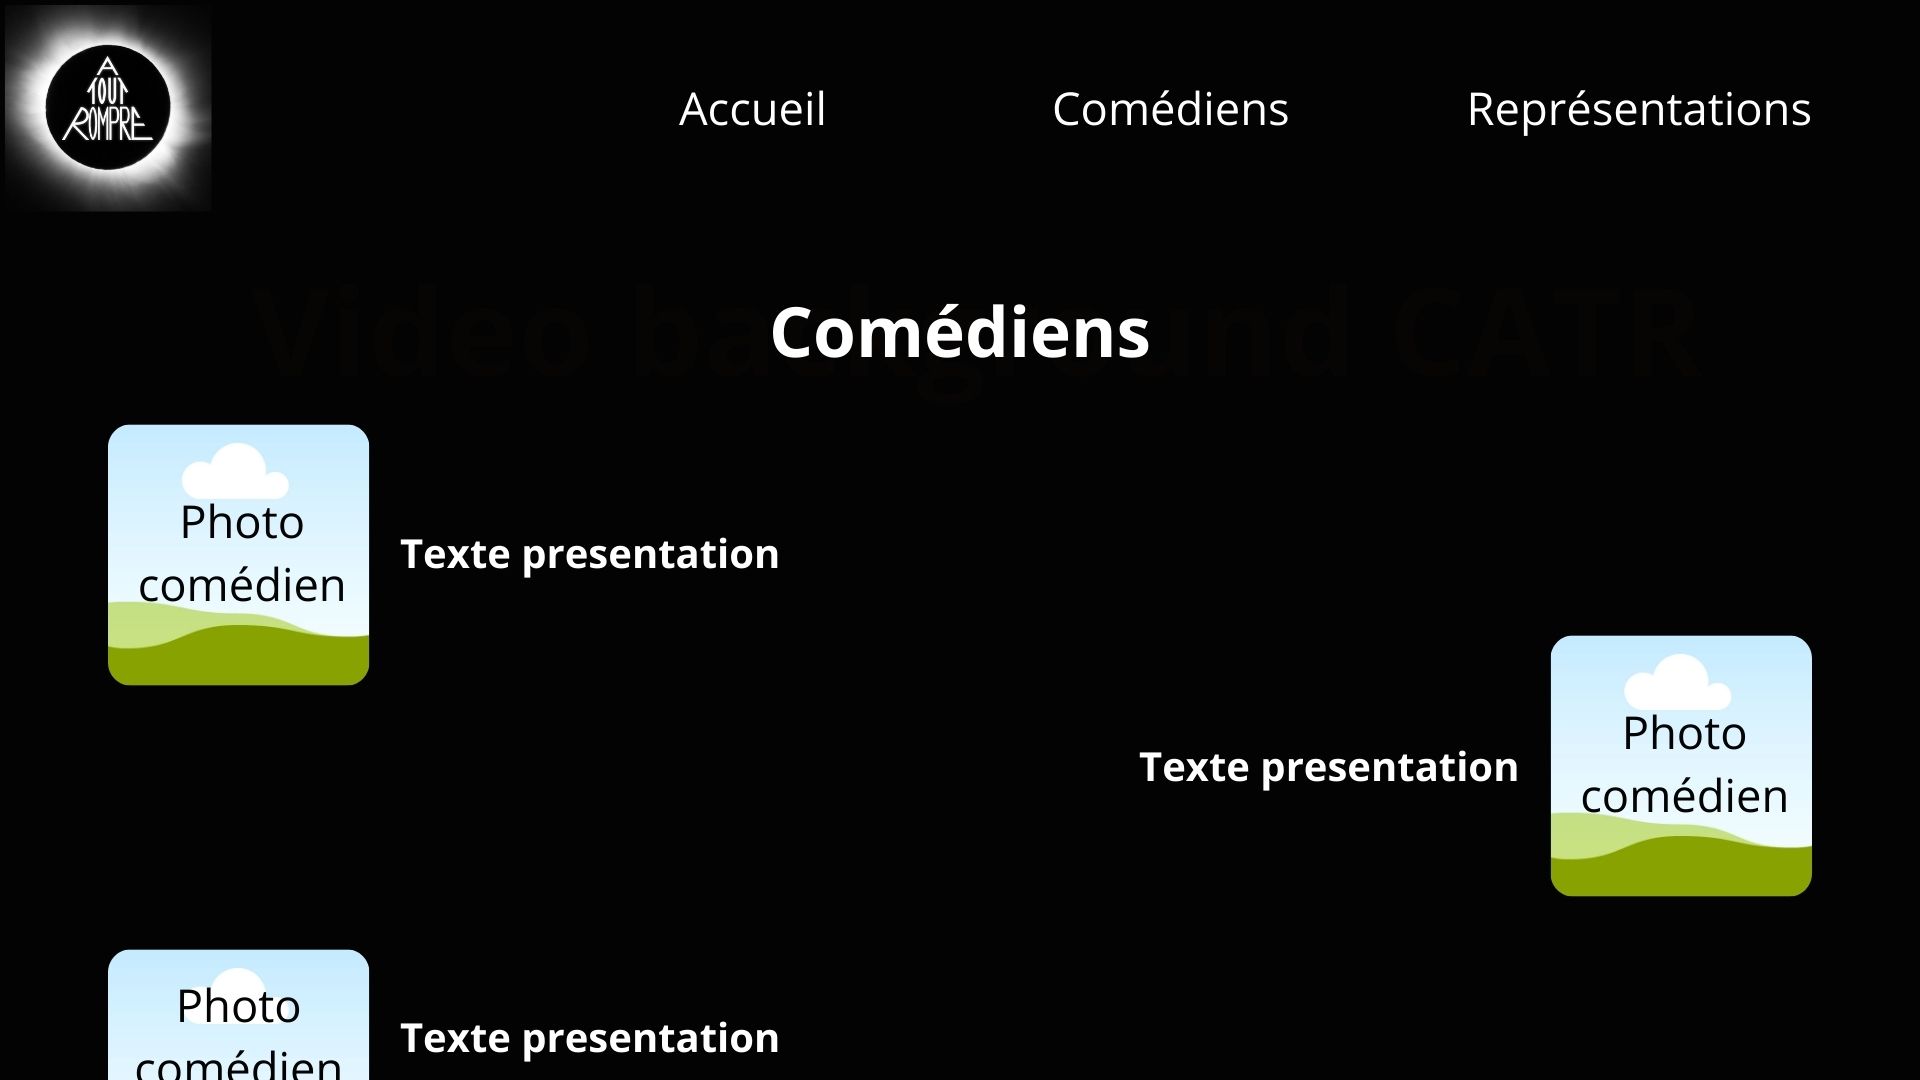 A
TOUT
ROMPRE
Accueil
Comédiens
Représentations
Video background CATR
Comédiens
Photo
comédien
Texte presentation
Texte presentation
Photo
comédien
Photo
comédien
Texte presentation